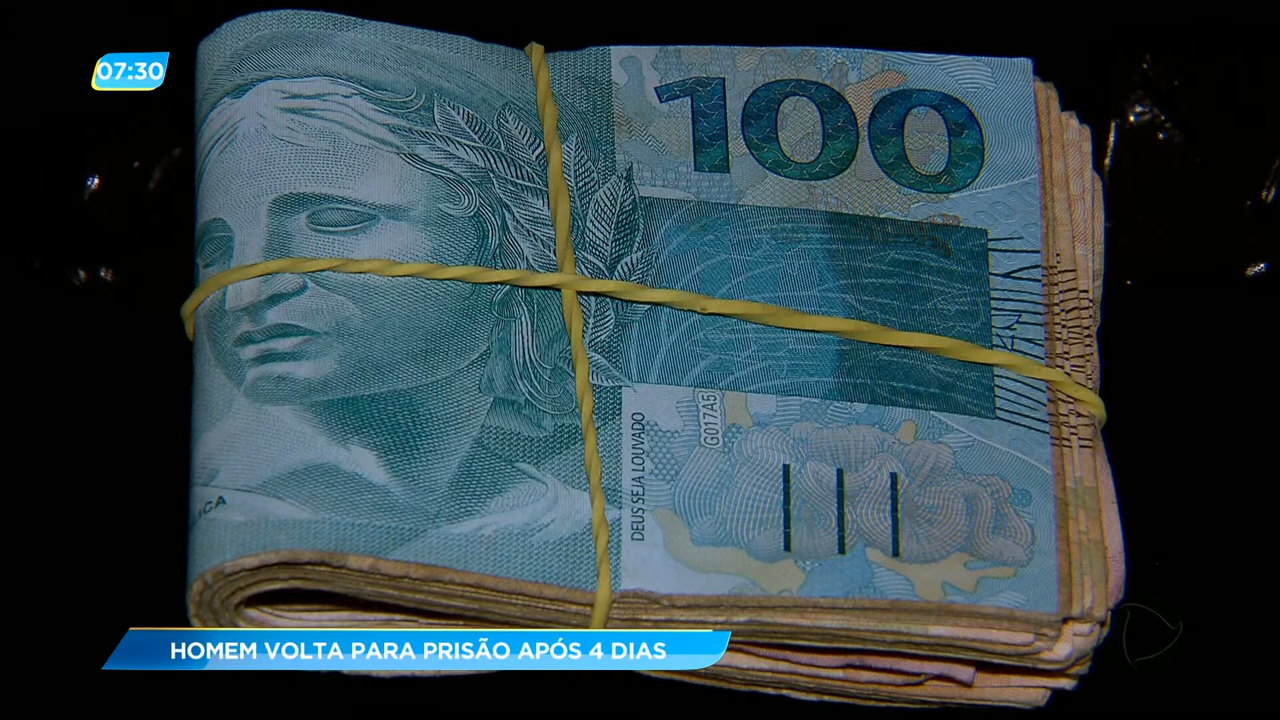 07:30
100
DEUS SEJA LOUVADO
G017A5
HOMEM VOLTA PARA PRISÃO APÓS 4 DIAS